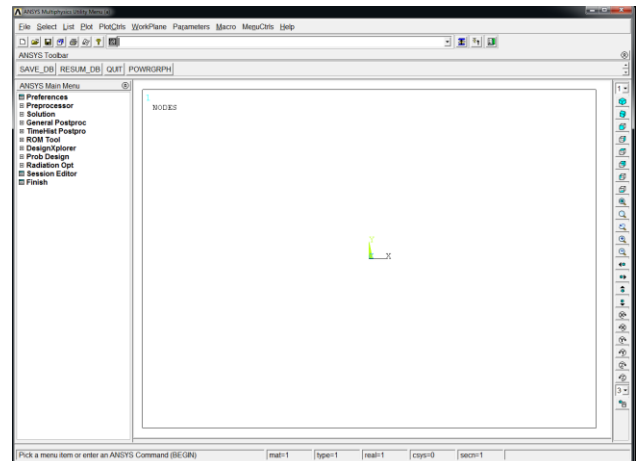 ANSYS Multiphysics Utility Menu (a)
File Select List Plot PlotCtrls WorkPlane Parameters Macro MenuCtrls Help
ANSYS Toolbar
SAVE_DB RESUM_DB QUIT POWRGRPH
ANSYS Main Menu
Preferences
Preprocessor
Solution
General Postproc
TimeHist Postpro
ROM Tool
DesignXplorer
Prob Design
Radiation Opt
Session Editor
Finish
1
NODES
Y
X
1
3
Pick a menu item or enter an ANSYS Command (BEGIN) mat=1 type=1 real=1 csys=0 secn=1